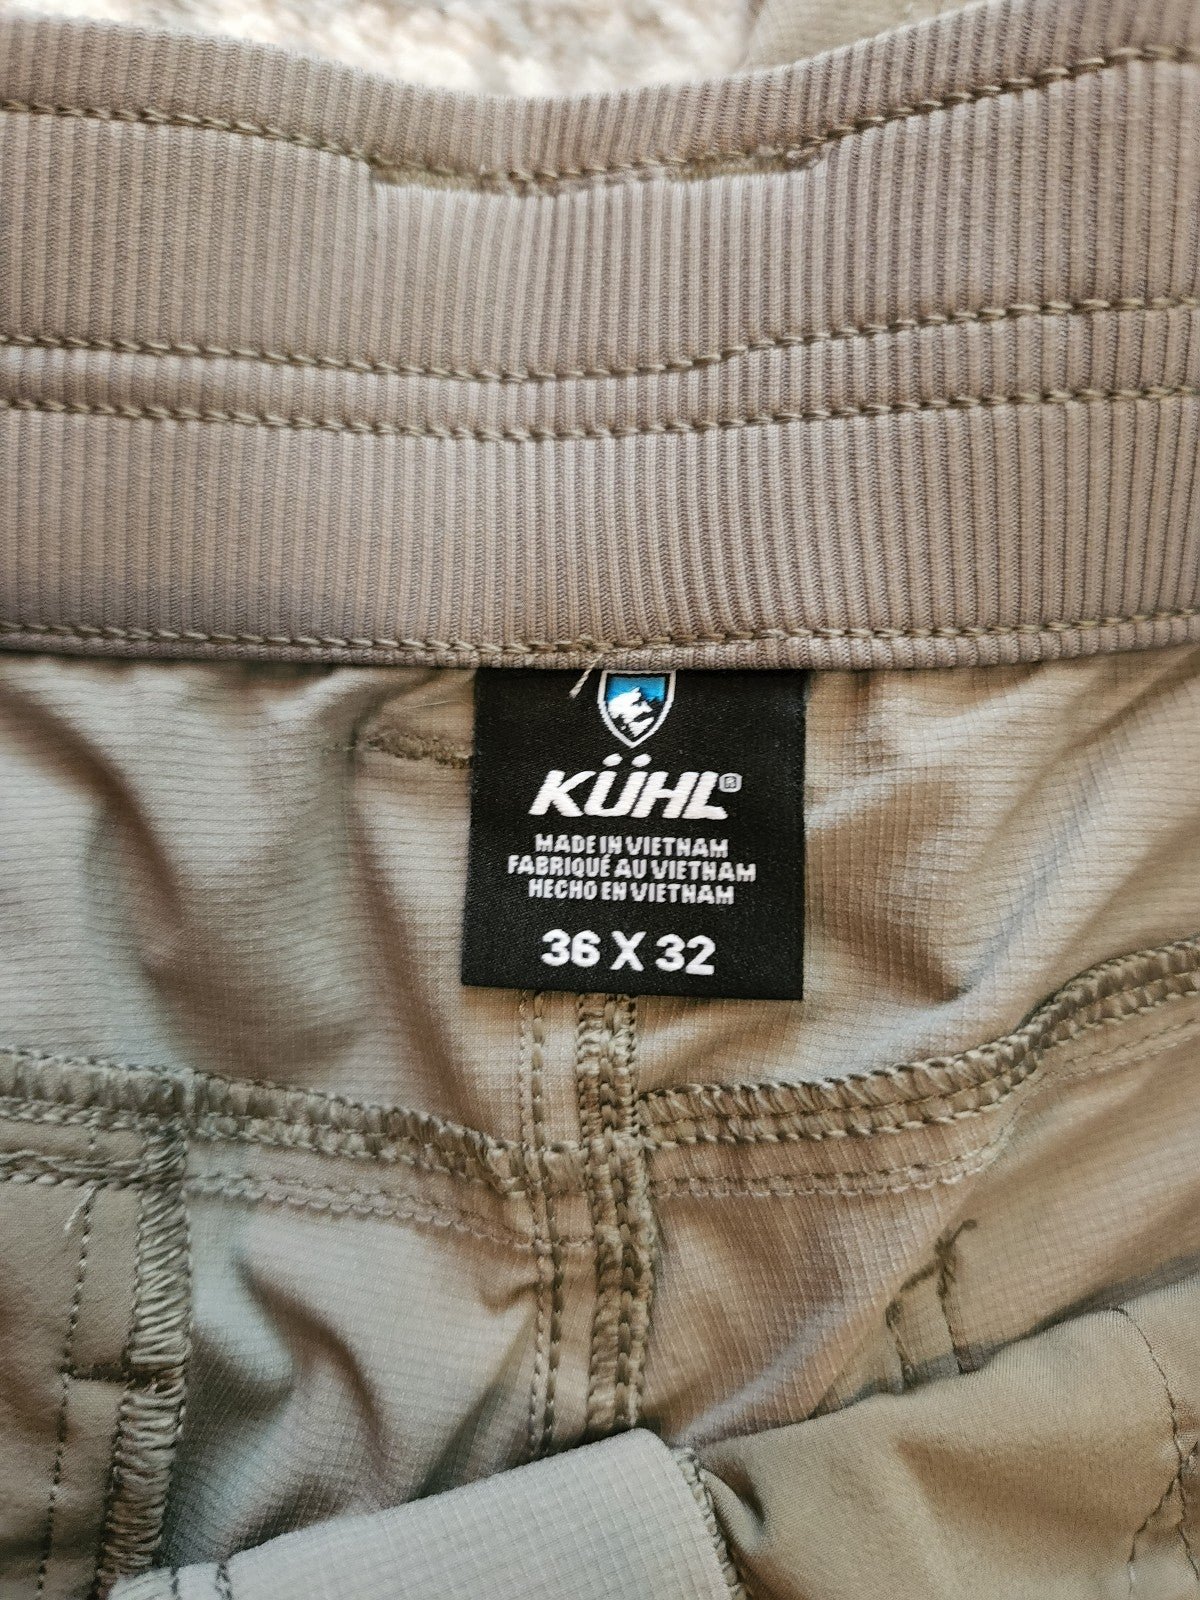 KÜHL®
MADE IN VIETNAM
FABRIQUÉ AU VIETNAM
HECHO EN VIETNAM
36 X 32